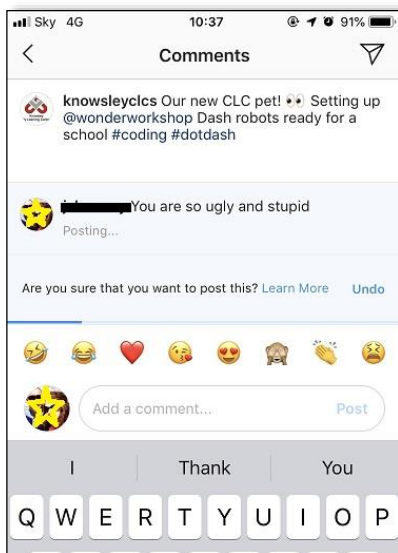 Sky 4G 10:37 91%
Comments
knowsleyclcs Our new CLC pet! 👀 Setting up
@wonderworkshop Dash robots ready for a
school #coding #dotdash
You are so ugly and stupid
Posting...
Are you sure that you want to post this? Learn More Undo
🤣 😂 ❤️ 😘 😍 🙈 👏 😫
Add a comment... Post
I Thank You
Q W E R T Y U I O P